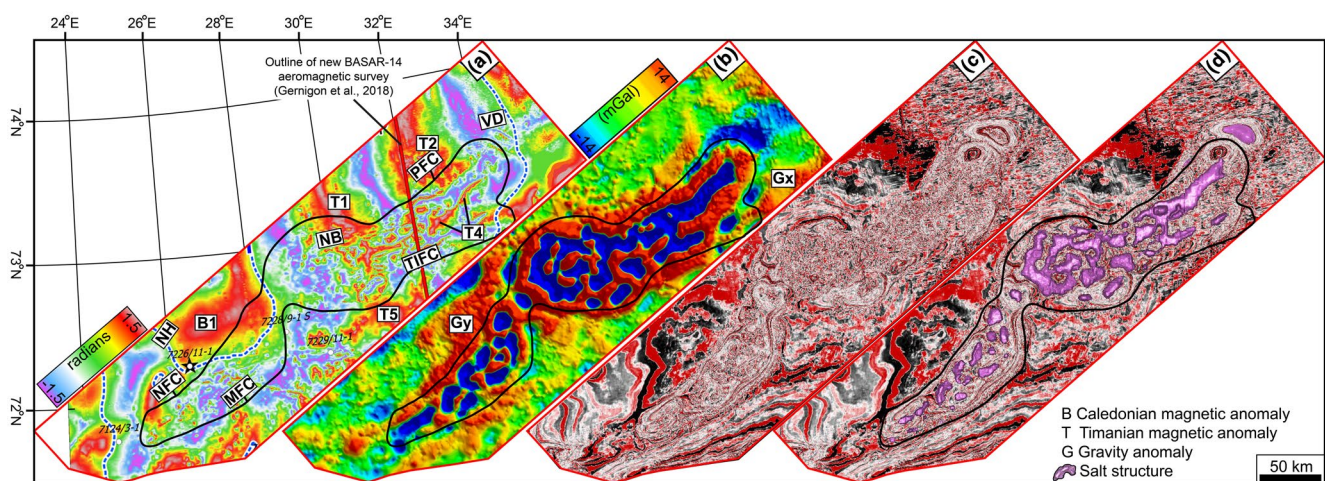 24°E 26°E 28°E 30°E 32°E 34°E
74°N
73°N
72°N
Outline of new BASAR-14
aeromagnetic survey
(Gernigon et al., 2018)
(a)
VD
T2
PFC
T1
NB
T4
TIFC
T5
B1
NH
7228/9-1 S
7226/11-1
7229/11-1
NFC
MFC
7124/3-1
1.5
radians
-1.5
(b)
14
(mGal)
-14
Gx
Gy
(c)
(d)
B Caledonian magnetic anomaly
T Timanian magnetic anomaly
G Gravity anomaly
Salt structure
50 km